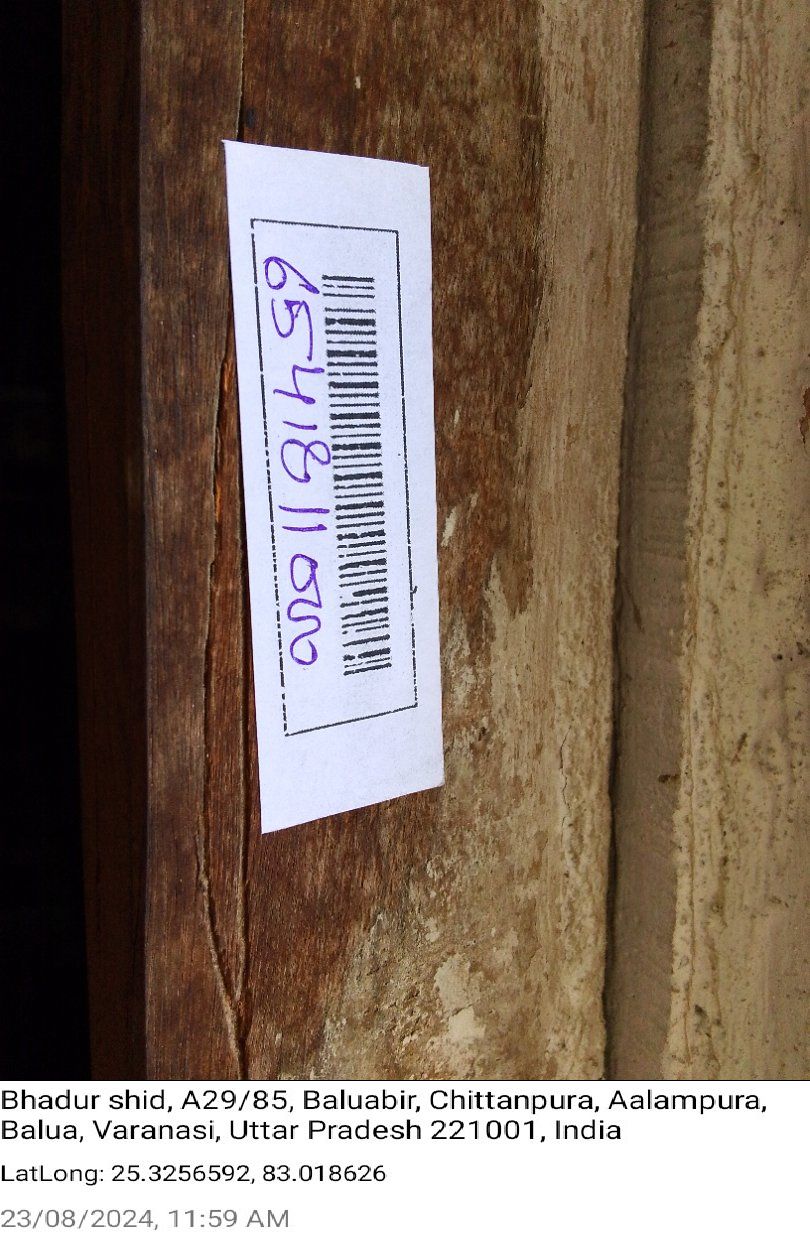 Bhadur shid, A29/85, Baluabir, Chittanpura, Aalampura,
Balua, Varanasi, Uttar Pradesh 221001, India
LatLong: 25.3256592, 83.018626
23/08/2024, 11:59 AM